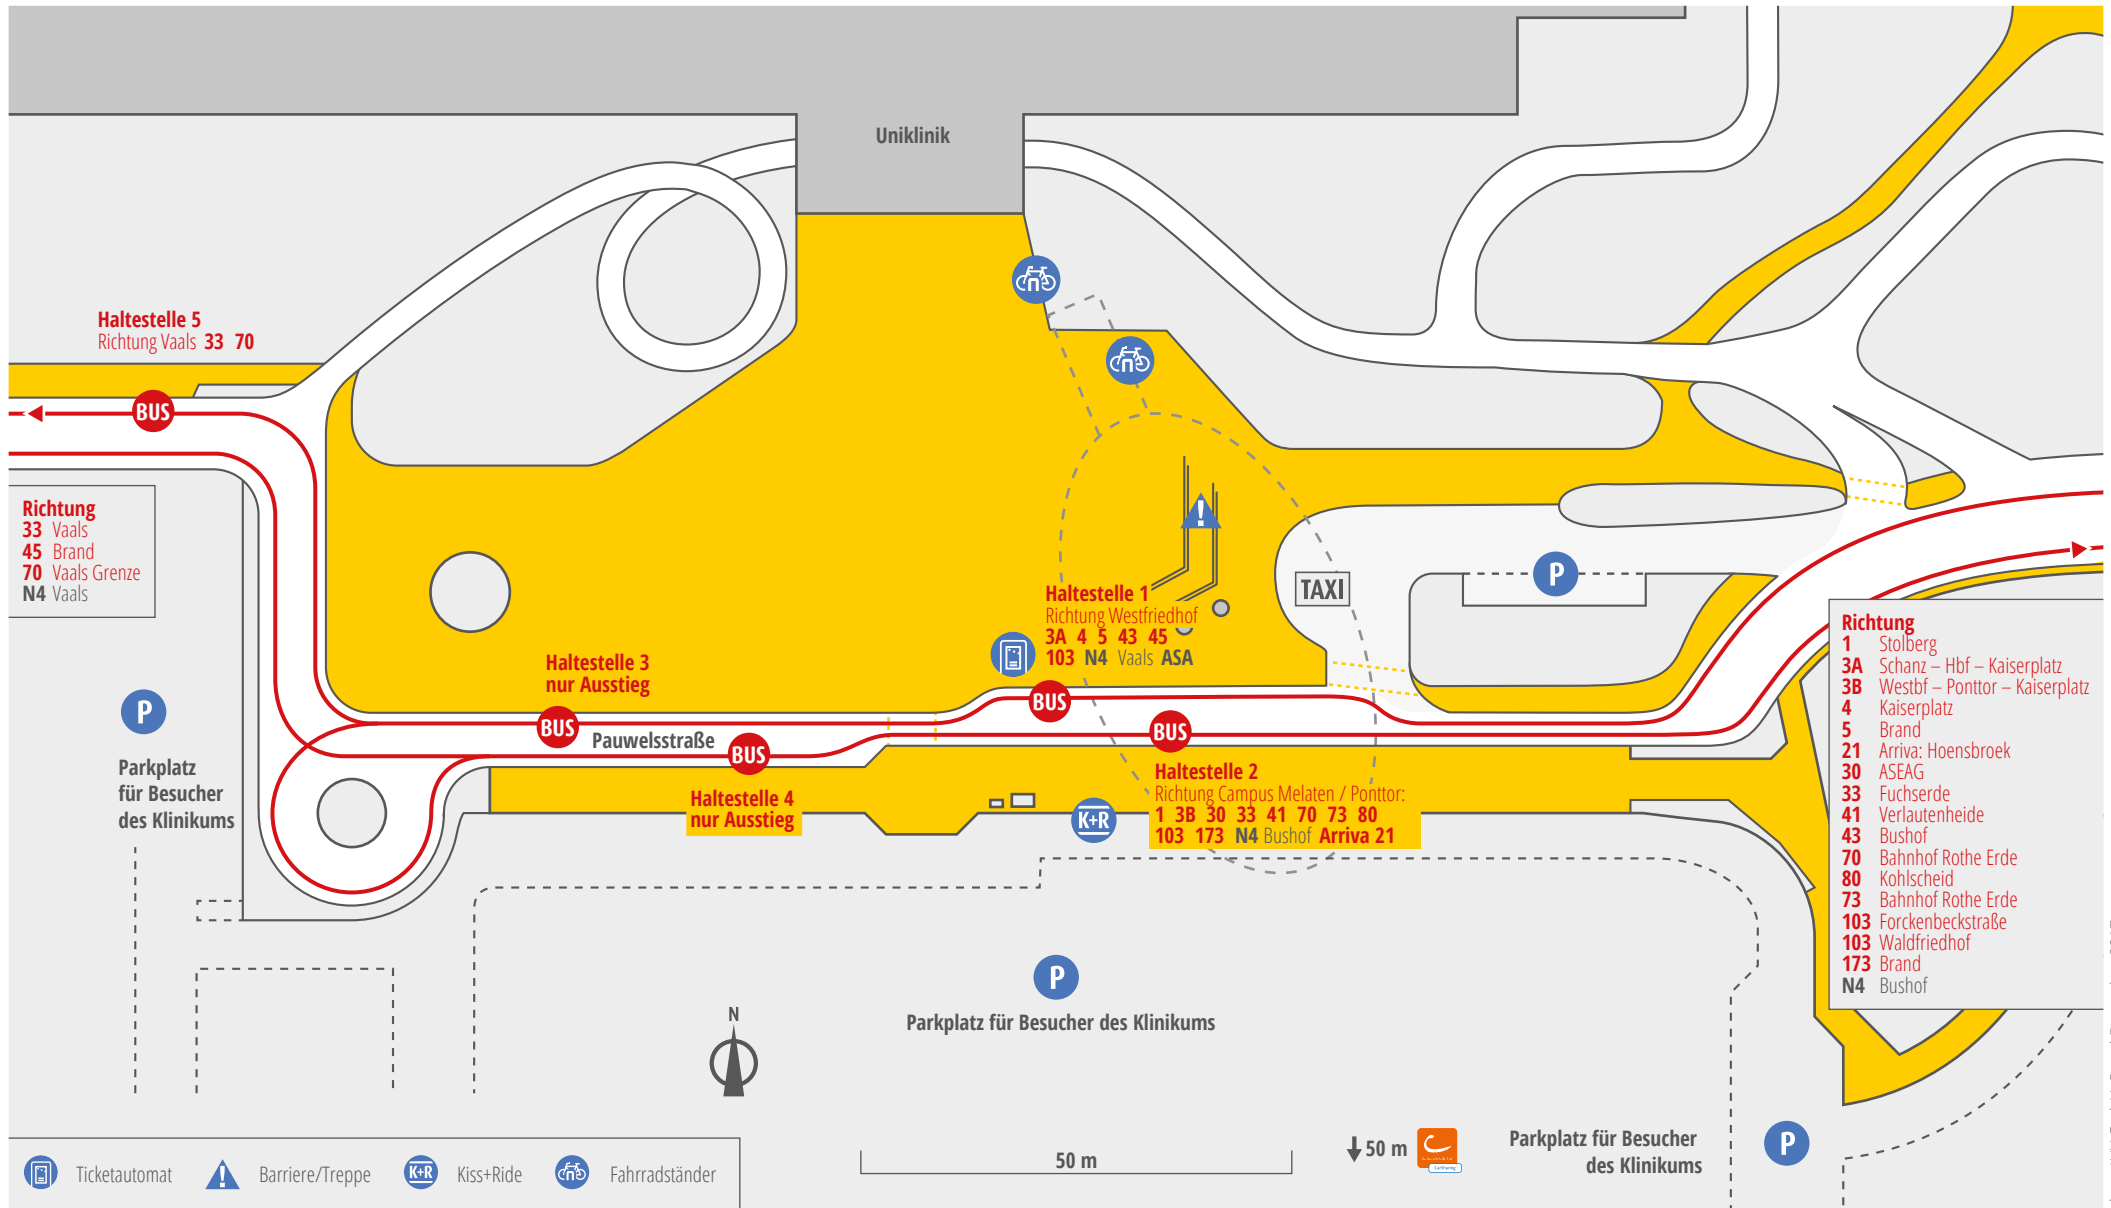 Uniklinik
Haltestelle 5
Richtung Vaals 33 70
BUS
Richtung
33 Vaals
45 Brand
70 Vaals Grenze
N4 Vaals
TAXI
P
Haltestelle 1
Richtung Westfriedhof
3A 4 5 43 45
103 N4 Vaals ASA
Haltestelle 3
nur Ausstieg
BUS
BUS
Pauwelsstraße
BUS
BUS
Haltestelle 4
nur Ausstieg
K+R
Haltestelle 2
Richtung Campus Melaten / Ponttor:
1 3B 30 33 41 70 73 80
103 173 N4 Bushof Arriva 21
P
Parkplatz
für Besucher
des Klinikums
Richtung
1 Stolberg
3A Schanz – Hbf – Kaiserplatz
3B Westbf – Ponttor – Kaiserplatz
4 Kaiserplatz
5 Brand
21 Arriva: Hoensbroek
30 ASEAG
33 Fuchserde
41 Verlautenheide
43 Bushof
70 Bahnhof Rothe Erde
80 Kohlscheid
73 Bahnhof Rothe Erde
103 Forckenbeckstraße
103 Waldfriedhof
173 Brand
N4 Bushof
P
Parkplatz für Besucher des Klinikums
N
50 m
50 m
Parkplatz für Besucher
des Klinikums
P
Ticketautomat
Barriere/Treppe
K+R Kiss+Ride
Fahrradständer